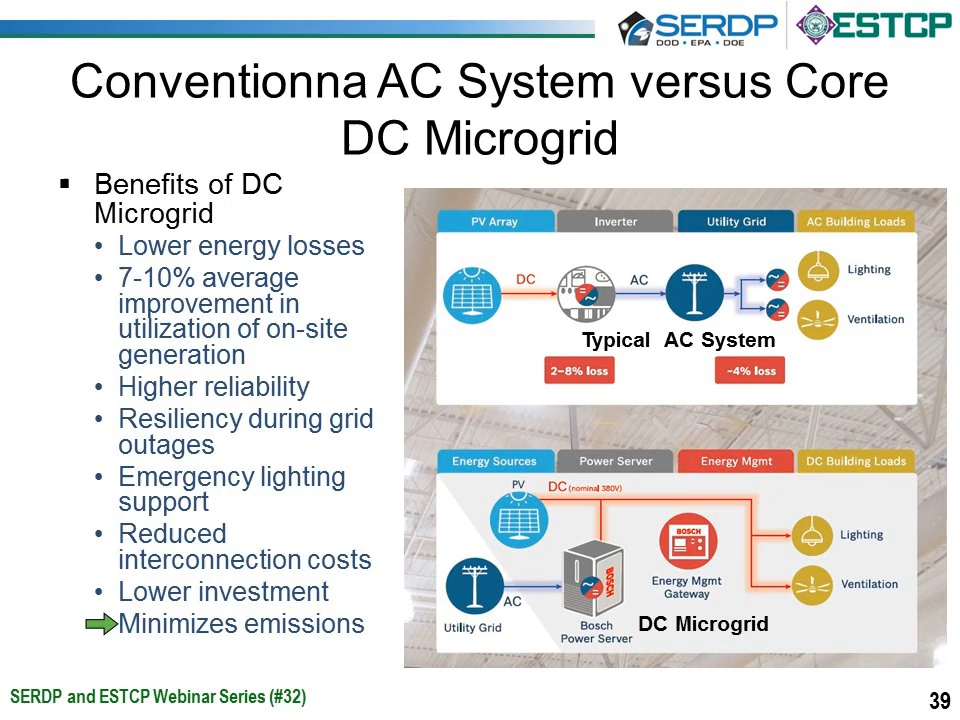 SERDP
DOD • EPA • DOE
ESTCP
Conventionna AC System versus Core
DC Microgrid
▪ Benefits of DC
Microgrid
• Lower energy losses
• 7-10% average
improvement in
utilization of on-site
generation
• Higher reliability
• Resiliency during grid
outages
• Emergency lighting
support
• Reduced
interconnection costs
• Lower investment
Minimizes emissions
PV Array
Inverter
Utility Grid
AC Building Loads
DC
AC
Lighting
Ventilation
Typical AC System
2–8% loss
~4% loss
Energy Sources
Power Server
Energy Mgmt
DC Building Loads
PV
DC (nominal 380V)
BOSCH
Lighting
Energy Mgmt
Gateway
Ventilation
BOSCH
AC
Utility Grid
Bosch
Power Server
DC Microgrid
SERDP and ESTCP Webinar Series (#32)
39